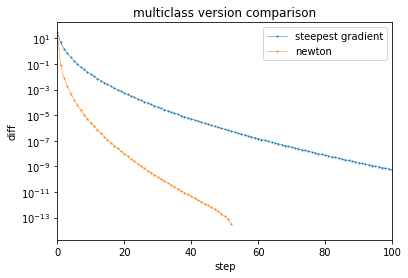 multiclass version comparison
steepest gradient
newton
10^1
10^-1
10^-3
10^-5
10^-7
10^-9
10^-11
10^-13
diff
0 20 40 60 80 100
step